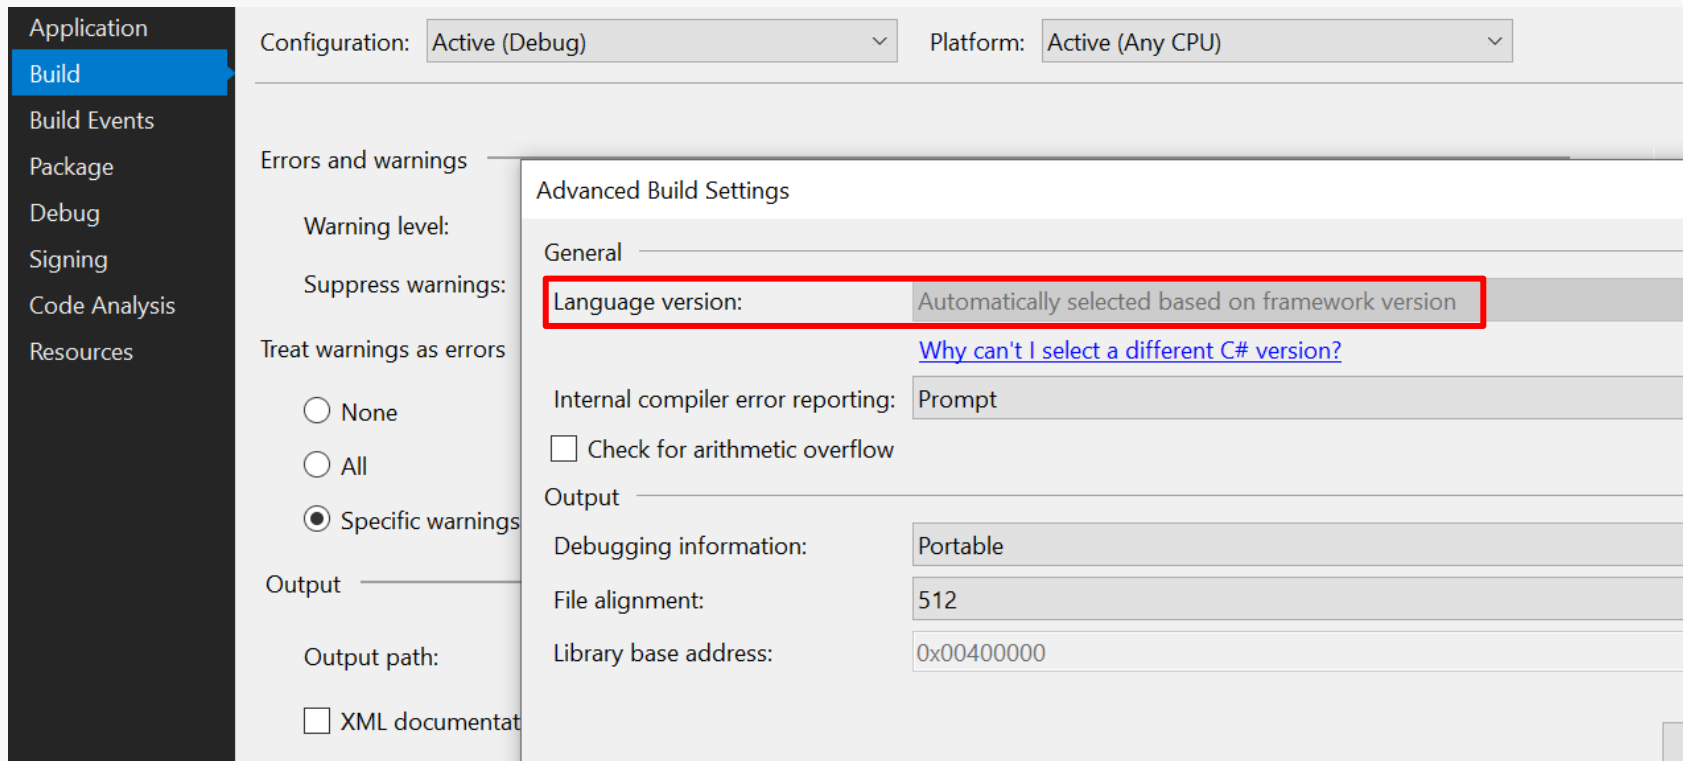 Application
Build
Build Events
Package
Debug
Signing
Code Analysis
Resources
Configuration: Active (Debug) Platform: Active (Any CPU)
Errors and warnings
Warning level:
Suppress warnings:
Treat warnings as errors
None
All
Specific warnings
Output
Output path:
XML documentat
Advanced Build Settings
General
Language version: Automatically selected based on framework version
Why can't I select a different C# version?
Internal compiler error reporting: Prompt
Check for arithmetic overflow
Output
Debugging information: Portable
File alignment: 512
Library base address: 0x00400000